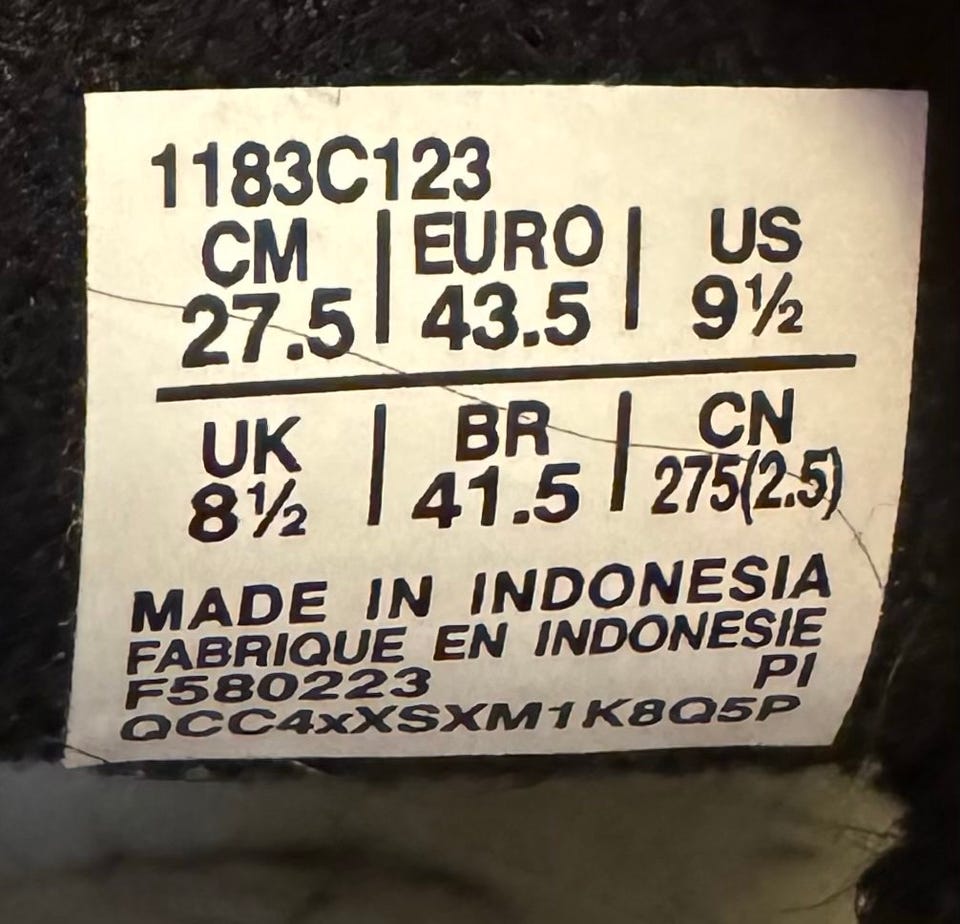 1183C123
CM | EURO | US
27.5 | 43.5 | 9½
UK | BR | CN
8½ | 41.5 | 275(2.5)
MADE IN INDONESIA
FABRIQUE EN INDONESIE
F580223 PI
QCC4xXSXM1K8Q5P